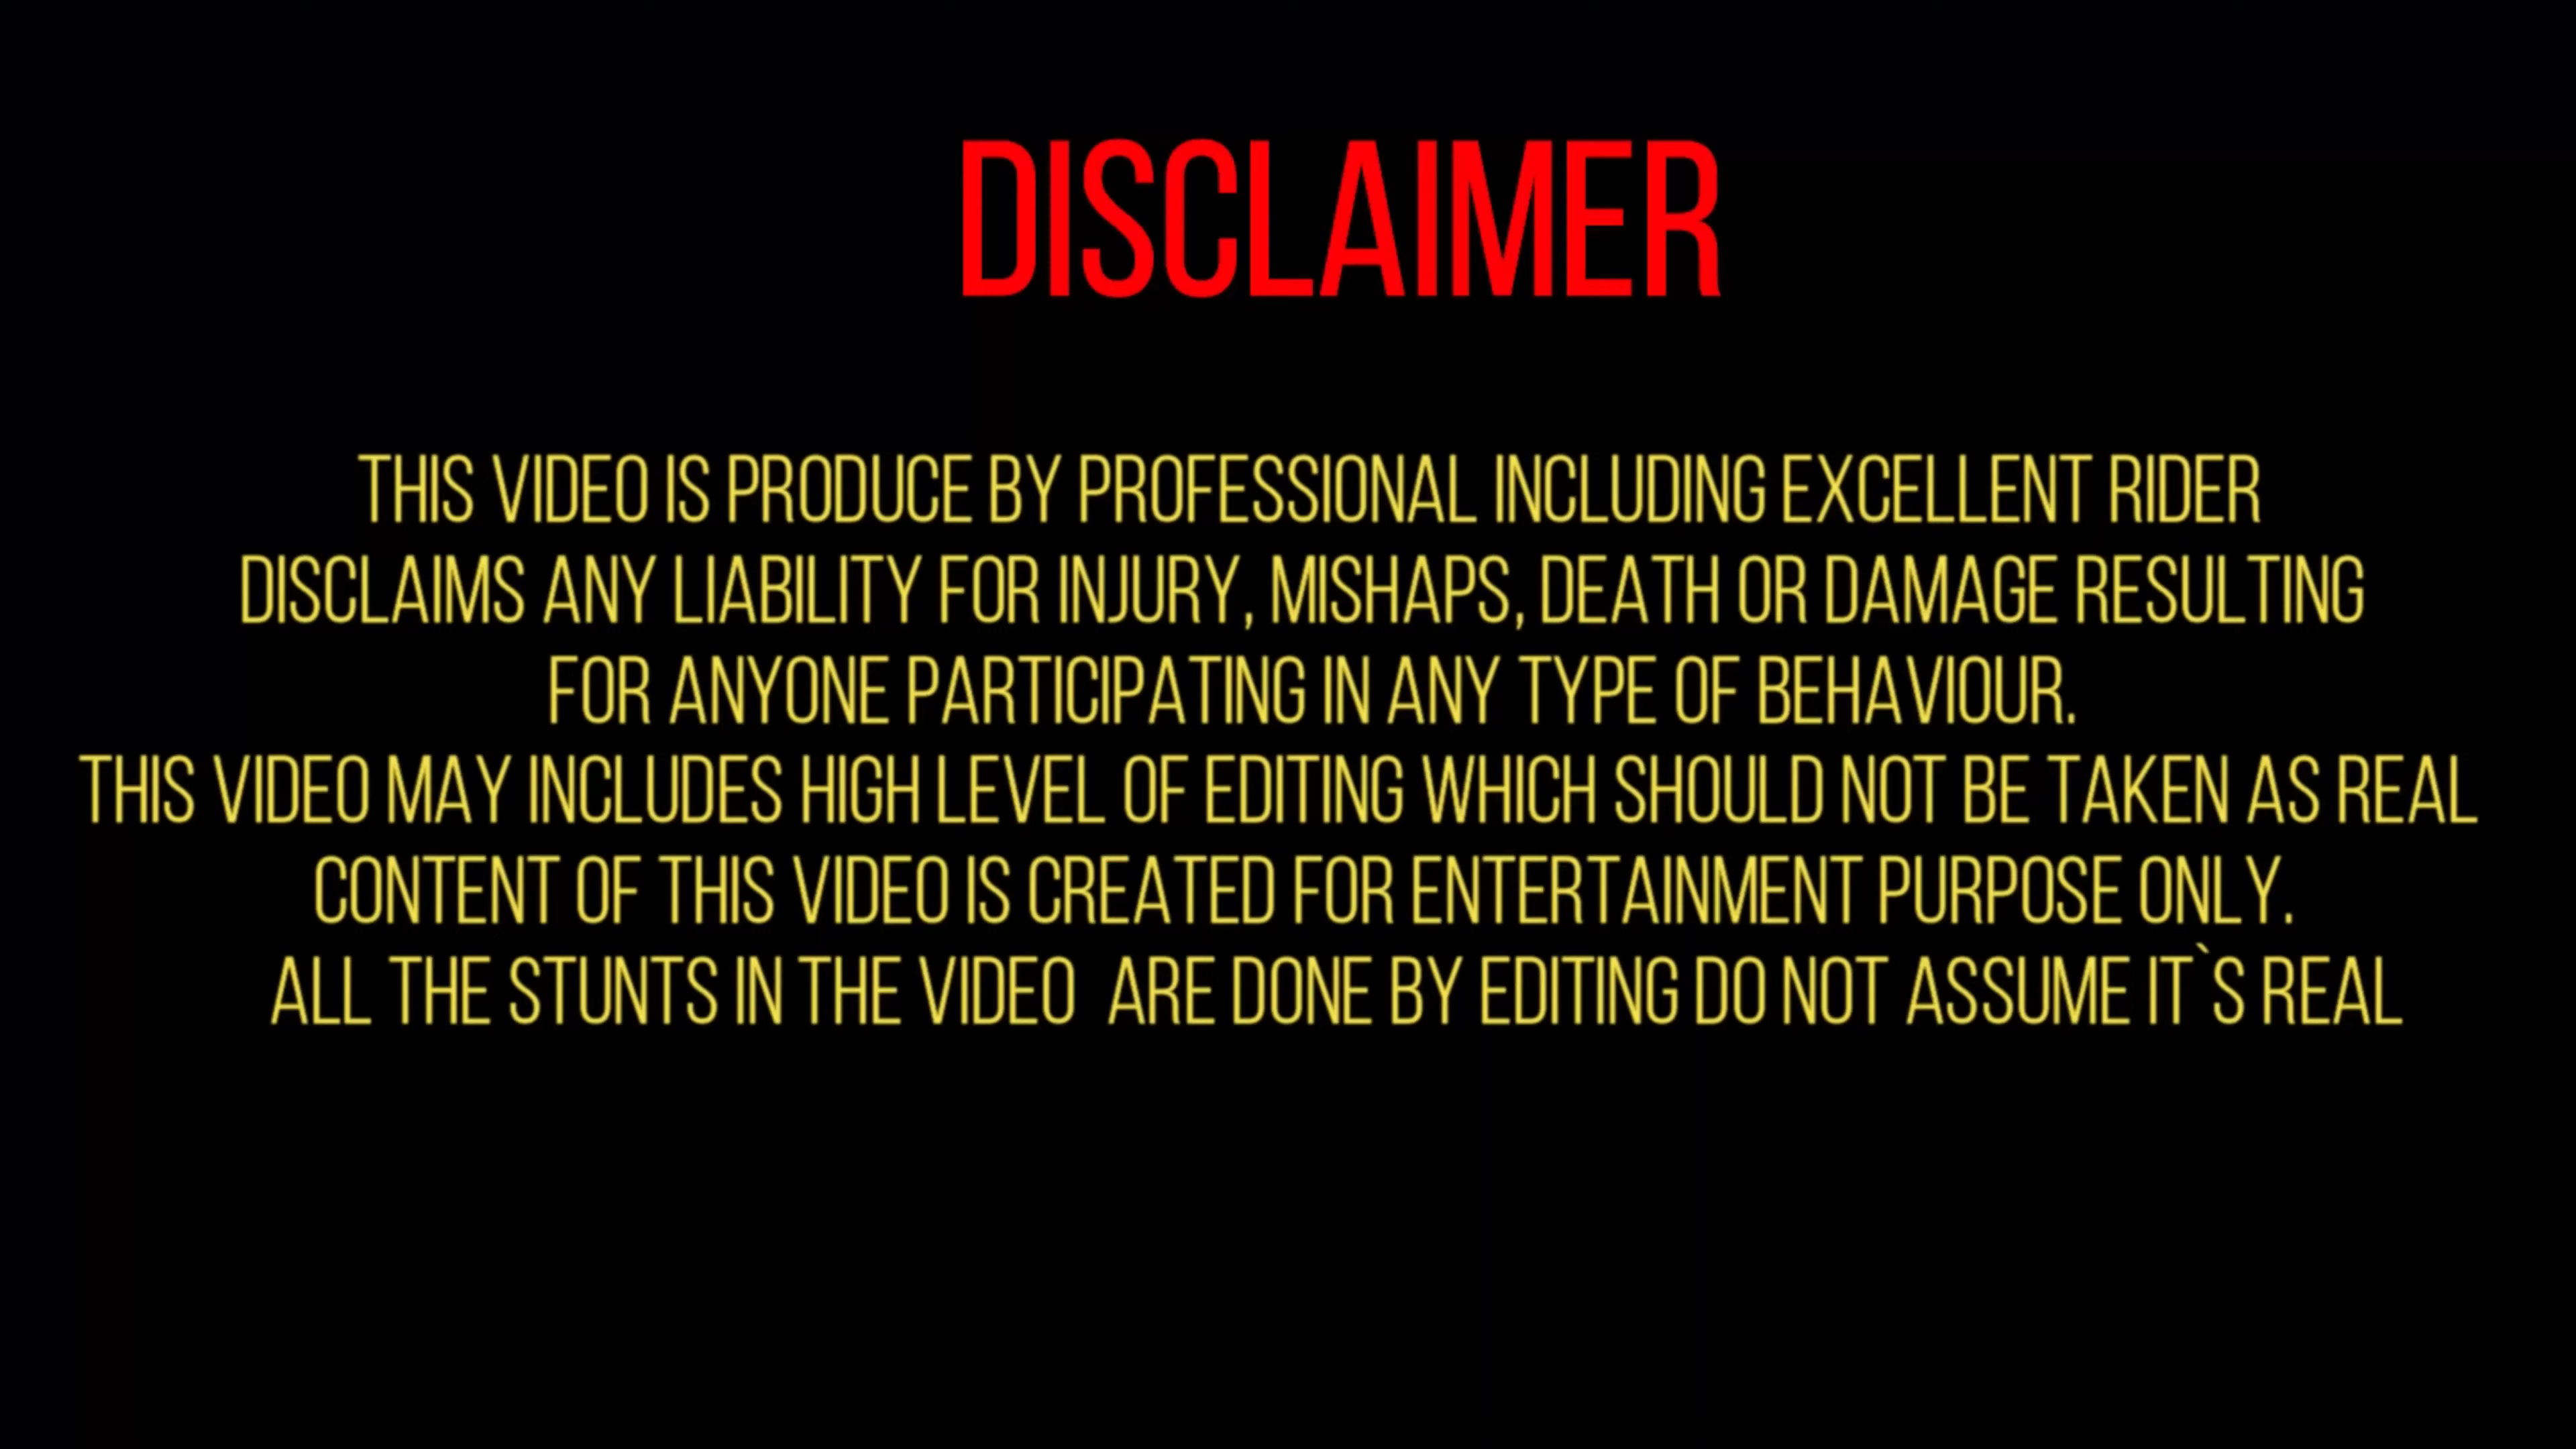 DISCLAIMER
THIS VIDEO IS PRODUCE BY PROFESSIONAL INCLUDING EXCELLENT RIDER
DISCLAIMS ANY LIABILITY FOR INJURY, MISHAPS, DEATH OR DAMAGE RESULTING
FOR ANYONE PARTICIPATING IN ANY TYPE OF BEHAVIOUR.
THIS VIDEO MAY INCLUDES HIGH LEVEL OF EDITING WHICH SHOULD NOT BE TAKEN AS REAL
CONTENT OF THIS VIDEO IS CREATED FOR ENTERTAINMENT PURPOSE ONLY.
ALL THE STUNTS IN THE VIDEO  ARE DONE BY EDITING DO NOT ASSUME IT`S REAL